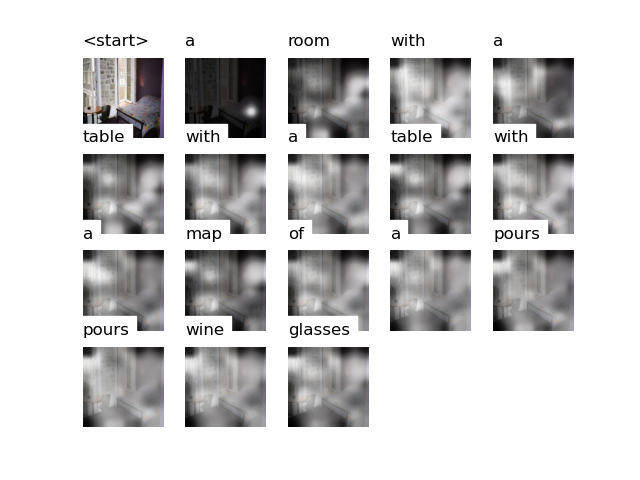 <start> a room with a
table with a table with
a map of a pours
pours wine glasses